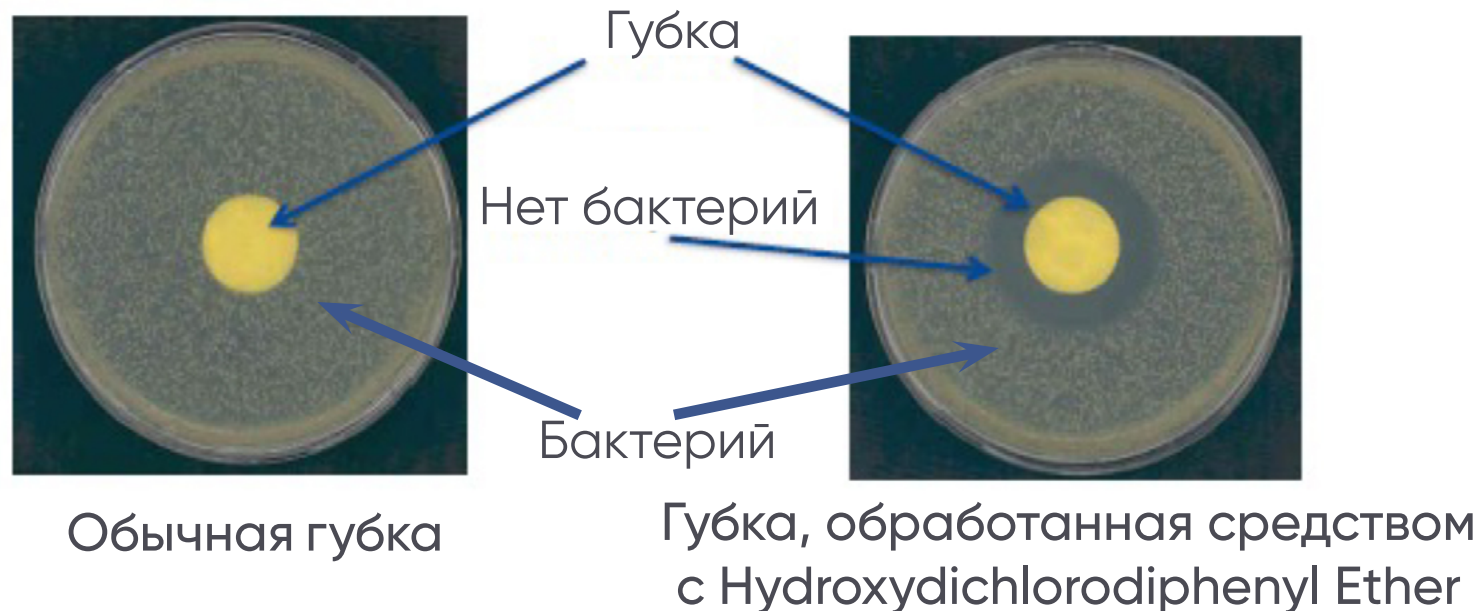 Губка
Нет бактерий
Бактерий
Обычная губка
Губка, обработанная средством
с Hydroxydichlorodiphenyl Ether